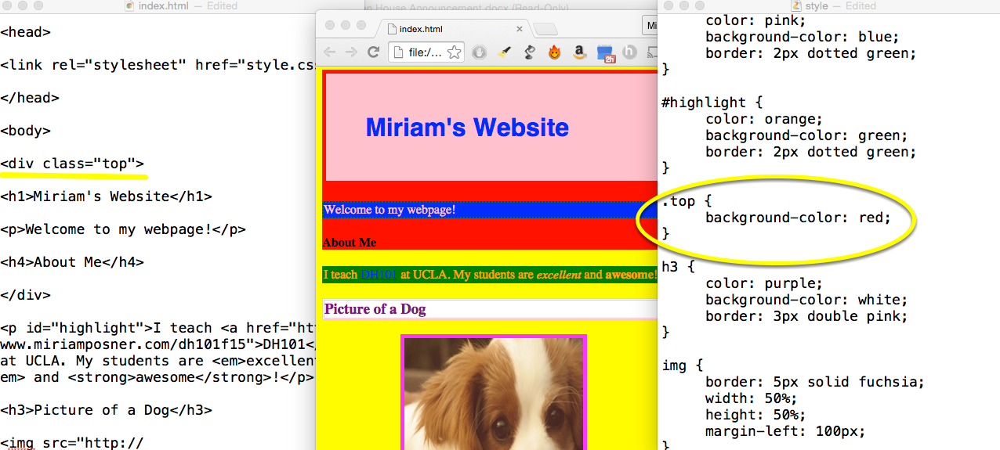 index.html — Edited
<head>
<link rel="stylesheet" href="style.cs
</head>
<body>
<div class="top">
<h1>Miriam's Website</h1>
<p>Welcome to my webpage!</p>
<h4>About Me</h4>
</div>
<p id="highlight">I teach <a href="ht
www.miriamposner.com/dh101f15">DH101</
at UCLA. My students are <em>excellent
em> and <strong>awesome</strong>!</p>
<h3>Picture of a Dog</h3>
<img src="http://
House Announcement.docx (Read-Only)
index.html
Mi
file:/...
a
2h
h
Miriam's Website
Welcome to my webpage!
About Me
I teach DH101 at UCLA. My students are excellent and awesome!
Picture of a Dog
style — Edited
color: pink;
background-color: blue;
border: 2px dotted green;
}
#highlight {
color: orange;
background-color: green;
border: 2px dotted green;
}
.top {
background-color: red;
}
h3 {
color: purple;
background-color: white;
border: 3px double pink;
}
img {
border: 5px solid fuchsia;
width: 50%;
height: 50%;
margin-left: 100px;
}